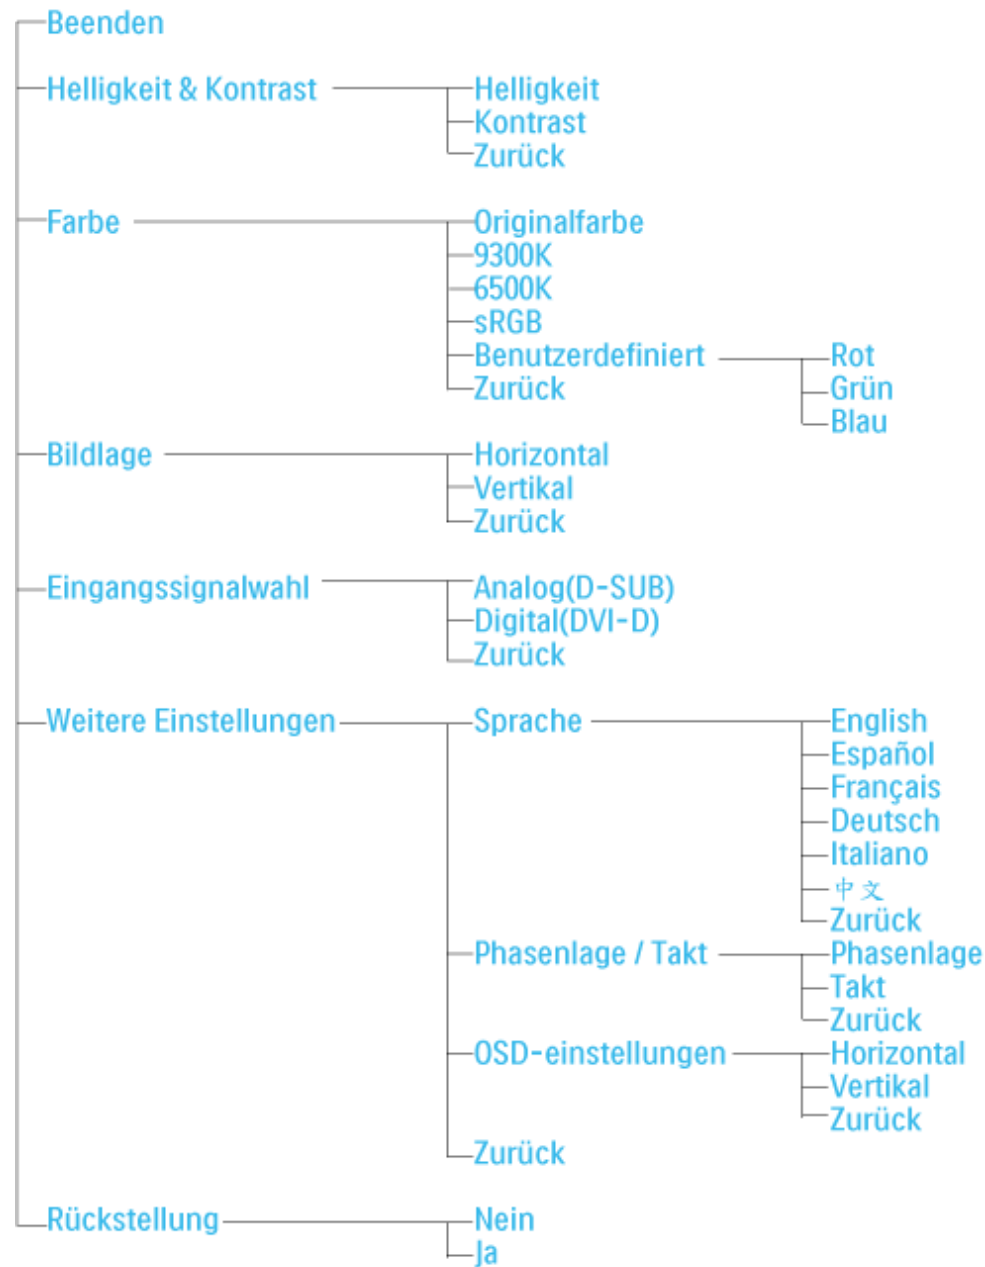 Beenden
Helligkeit & Kontrast Helligkeit
Kontrast
Zurück
Farbe Originalfarbe
9300K
6500K
sRGB
Benutzerdefiniert Rot
Zurück Grün
Blau
Bildlage Horizontal
Vertikal
Zurück
Eingangssignalwahl Analog(D-SUB)
Digital(DVI-D)
Zurück
Weitere Einstellungen Sprache English
Español
Français
Deutsch
Italiano
中文
Zurück
Phasenlage / Takt Phasenlage
Takt
Zurück
OSD-einstellungen Horizontal
Vertikal
Zurück
Zurück
Rückstellung Nein
Ja